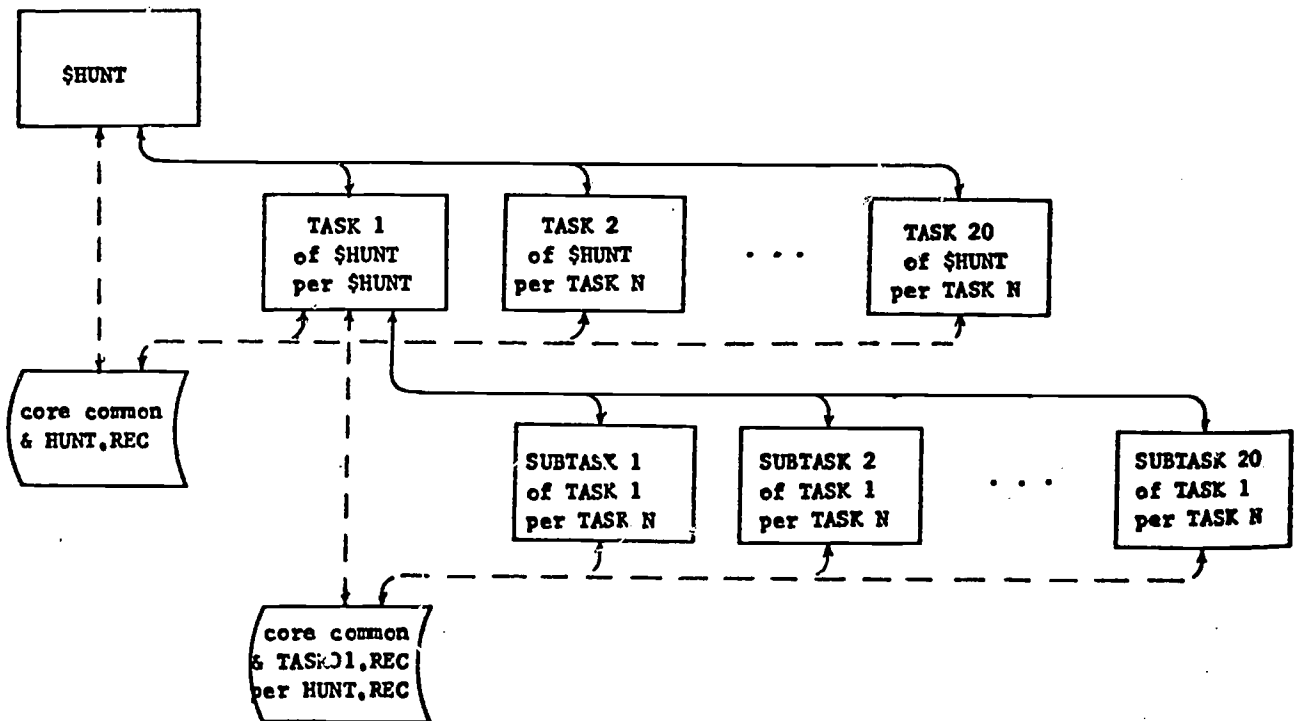 $HUNT
TASK 1
of $HUNT
per $HUNT
TASK 2
of $HUNT
per TASK N
. . .
TASK 20
of $HUNT
per TASK N
core common
& HUNT.REC
SUBTASK 1
of TASK 1
per TASK N
SUBTASK 2
of TASK 1
per TASK N
. . .
SUBTASK 20
of TASK 1
per TASK N
core common
& TASK01.REC
per HUNT.REC